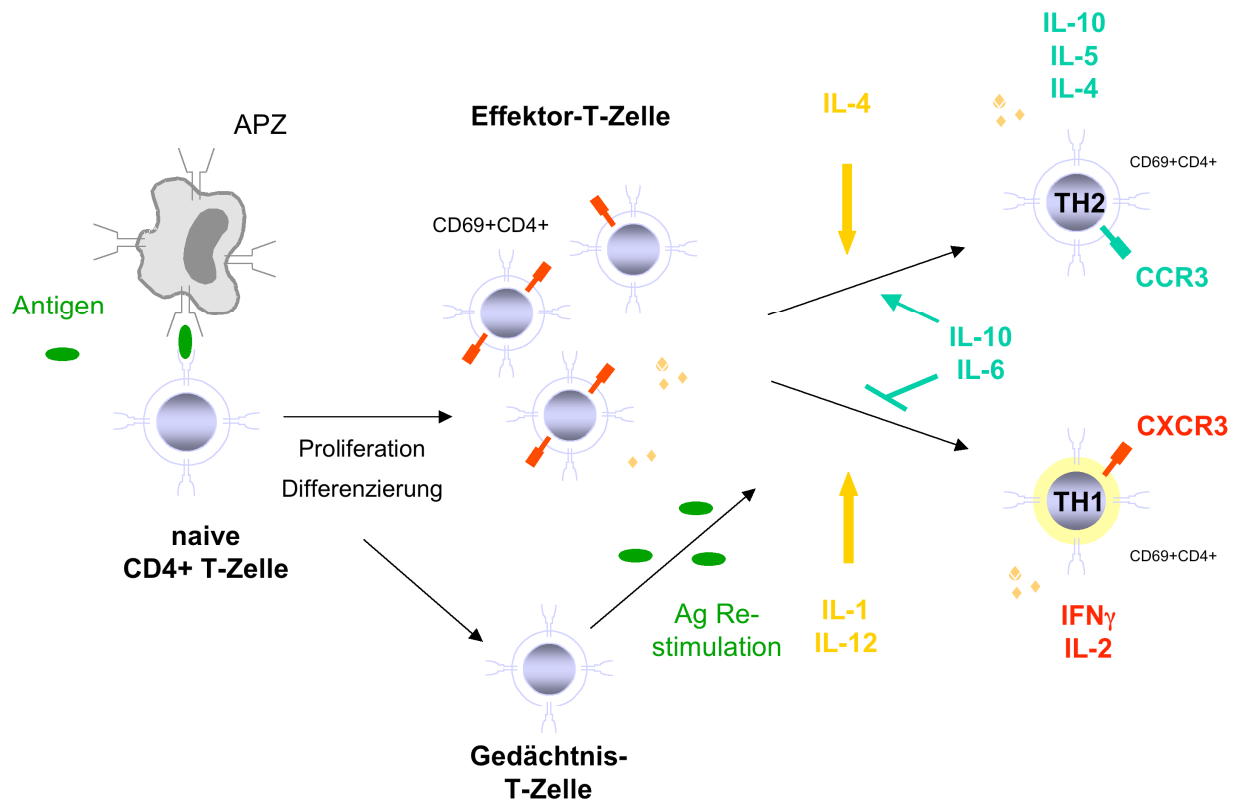 APZ
Antigen
naive
CD4+ T-Zelle
Proliferation
Differenzierung
Effektor-T-Zelle
CD69+CD4+
Gedächtnis-
T-Zelle
Ag Re-
stimulation
IL-4
IL-10
IL-6
IL-1
IL-12
IL-10
IL-5
IL-4
CD69+CD4+
TH2
CCR3
CXCR3
TH1
CD69+CD4+
IFNγ
IL-2